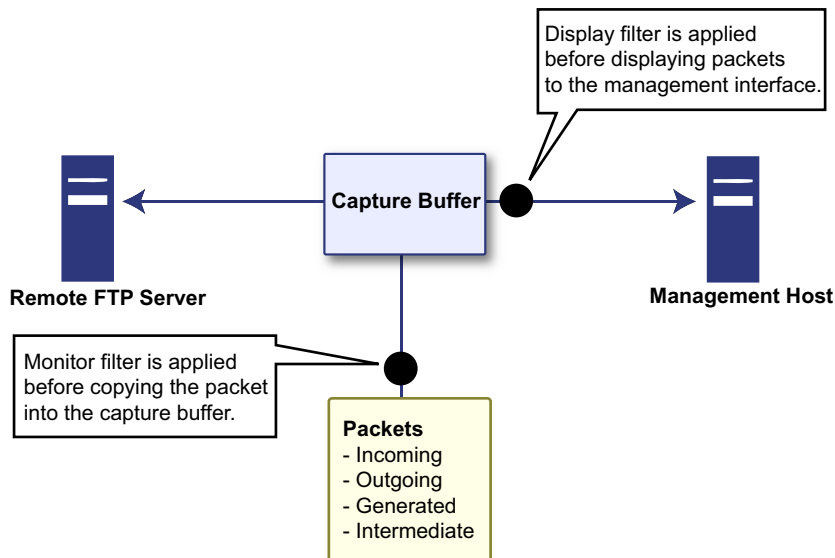 Display filter is applied
before displaying packets
to the management interface.
Capture Buffer
Remote FTP Server
Management Host
Monitor filter is applied
before copying the packet
into the capture buffer.
Packets
- Incoming
- Outgoing
- Generated
- Intermediate